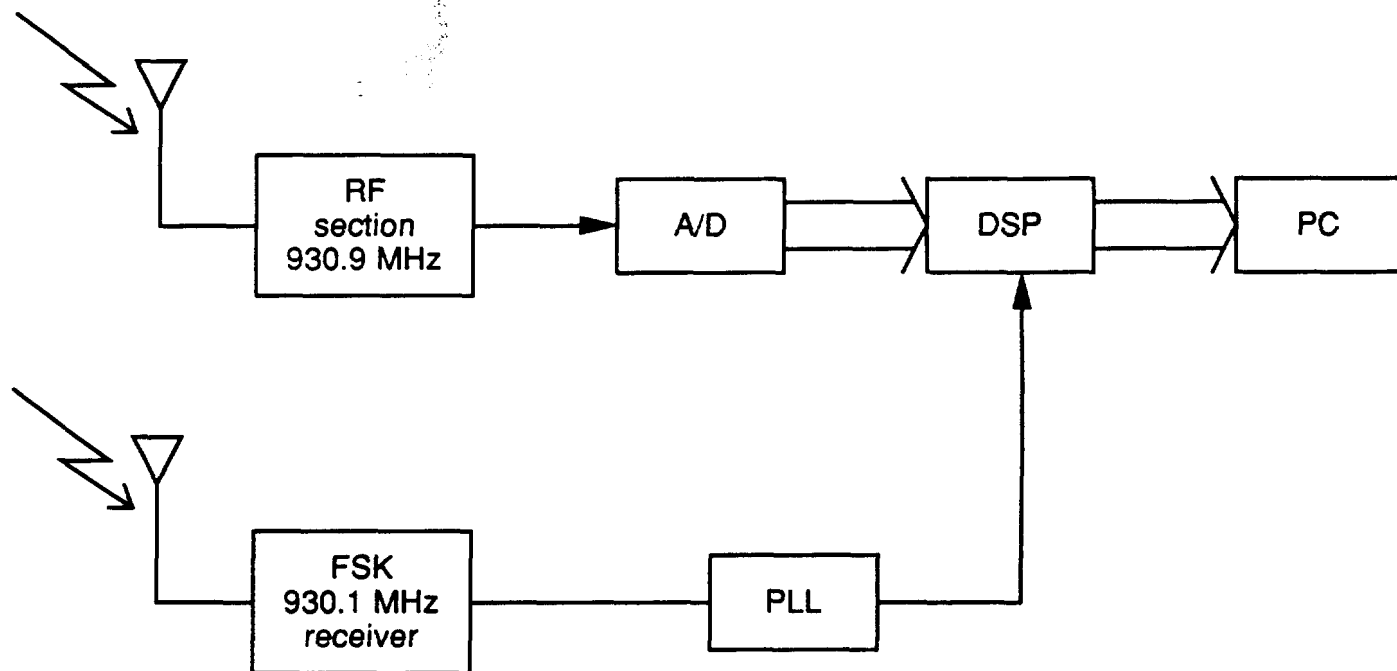 RF
section
930.9 MHz
A/D
DSP
PC
FSK
930.1 MHz
receiver
PLL